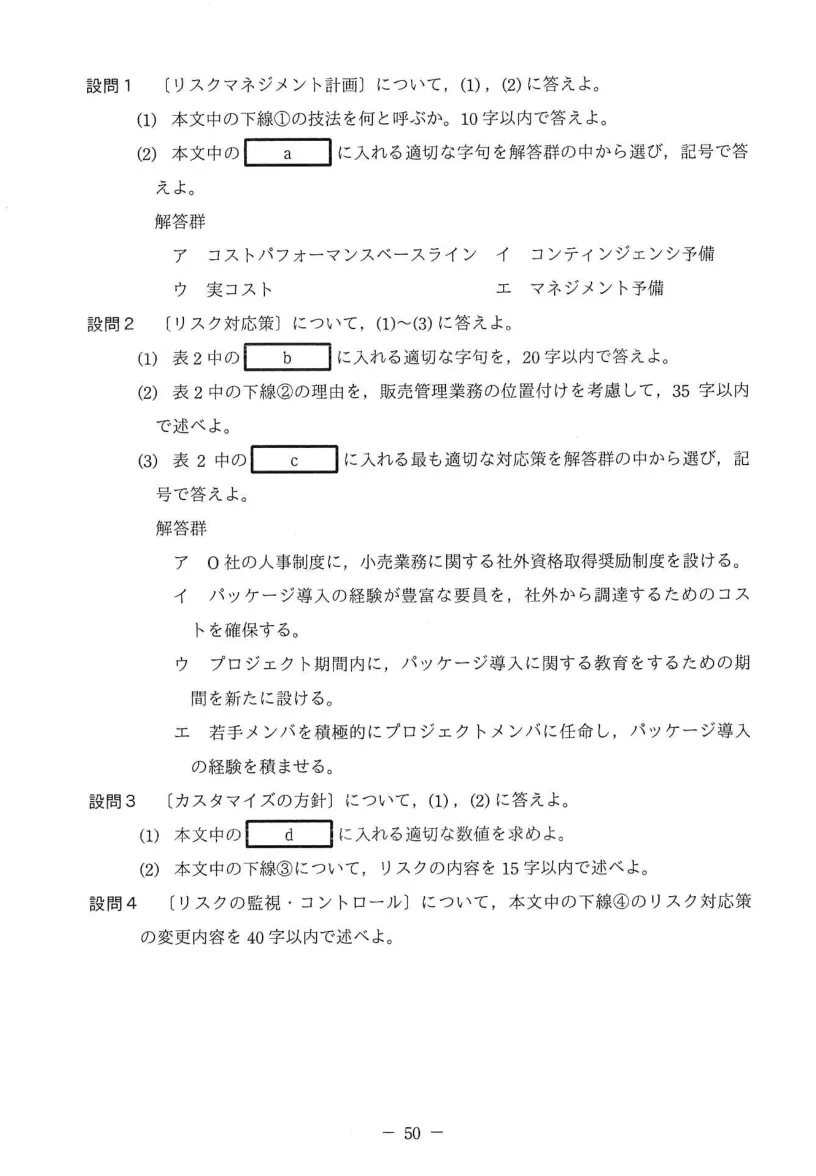 設問1 〔リスクマネジメント計画〕について，(1)，(2)に答えよ。
(1) 本文中の下線①の技法を何と呼ぶか。10字以内で答えよ。
(2) 本文中の a に入れる適切な字句を解答群の中から選び，記号で答
えよ。
解答群
ア コストパフォーマンスベースライン イ コンティンジェンシ予備
ウ 実コスト エ マネジメント予備
設問2 〔リスク対応策〕について，(1)～(3)に答えよ。
(1) 表2中の b に入れる適切な字句を，20字以内で答えよ。
(2) 表2中の下線②の理由を，販売管理業務の位置付けを考慮して，35字以内
で述べよ。
(3) 表2中の c に入れる最も適切な対応策を解答群の中から選び，記
号で答えよ。
解答群
ア O社の人事制度に，小売業務に関する社外資格取得奨励制度を設ける。
イ パッケージ導入の経験が豊富な要員を，社外から調達するためのコス
トを確保する。
ウ プロジェクト期間内に，パッケージ導入に関する教育をするための期
間を新たに設ける。
エ 若手メンバを積極的にプロジェクトメンバに任命し，パッケージ導入
の経験を積ませる。
設問3 〔カスタマイズの方針〕について，(1)，(2)に答えよ。
(1) 本文中の d に入れる適切な数値を求めよ。
(2) 本文中の下線③について，リスクの内容を15字以内で述べよ。
設問4 〔リスクの監視・コントロール〕について，本文中の下線④のリスク対応策
の変更内容を40字以内で述べよ。
－ 50 －